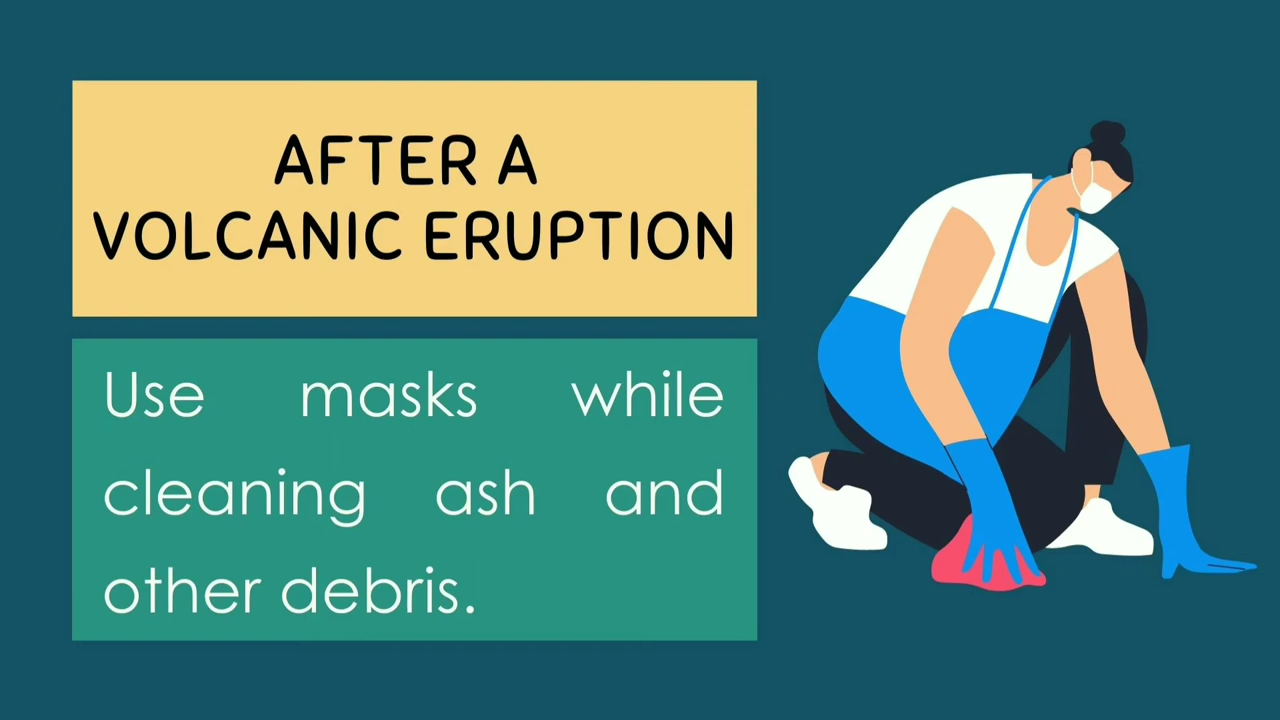 AFTER A
VOLCANIC ERUPTION
Use masks while
cleaning ash and
other debris.